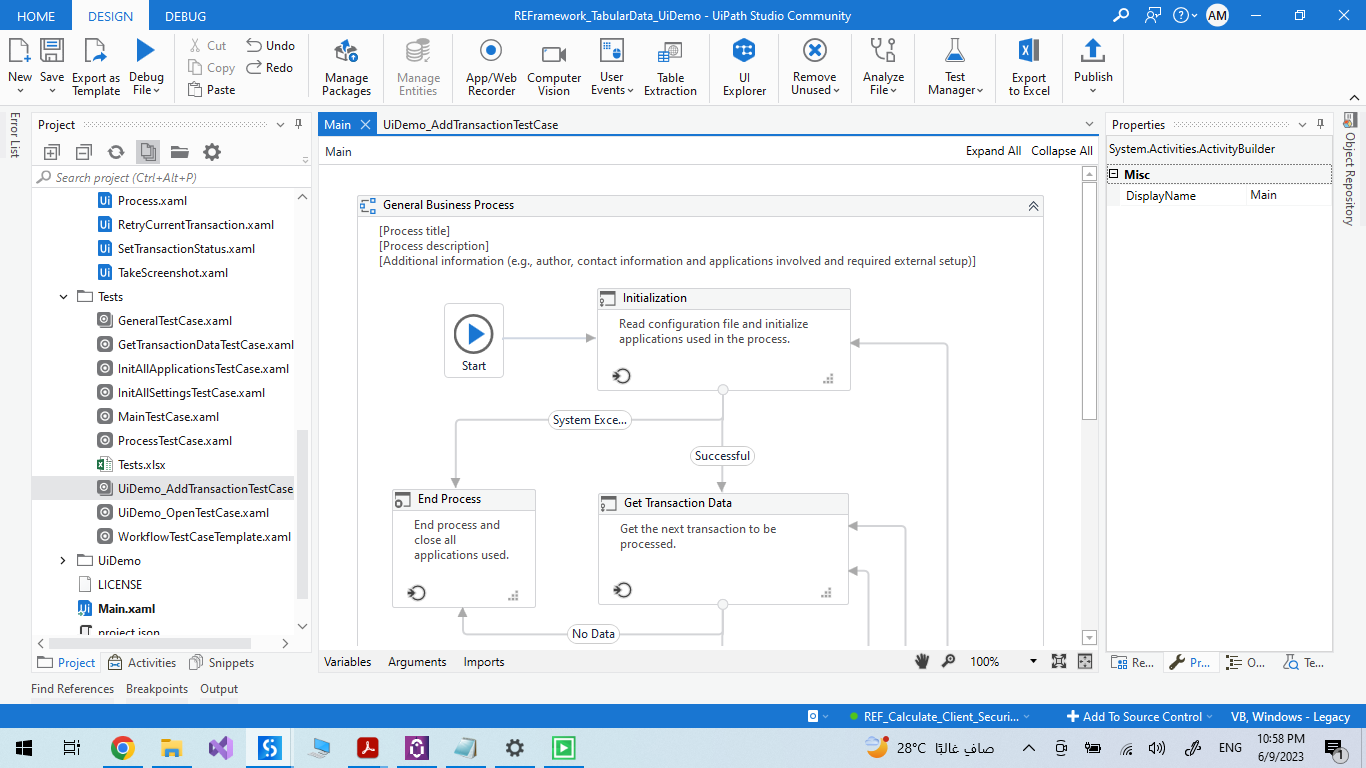 HOME DESIGN DEBUG REFramework_TabularData_UiDemo - UiPath Studio Community AM
New Save Export as Template Debug File Cut Copy Paste Undo Redo Manage Packages Manage Entities App/Web Recorder Computer Vision User Events Table Extraction UI Explorer Remove Unused Analyze File Test Manager Export to Excel Publish
Error List
Project
Search project (Ctrl+Alt+P)
Process.xaml
RetryCurrentTransaction.xaml
SetTransactionStatus.xaml
TakeScreenshot.xaml
Tests
GeneralTestCase.xaml
GetTransactionDataTestCase.xaml
InitAllApplicationsTestCase.xaml
InitAllSettingsTestCase.xaml
MainTestCase.xaml
ProcessTestCase.xaml
Tests.xlsx
UiDemo_AddTransactionTestCase
UiDemo_OpenTestCase.xaml
WorkflowTestCaseTemplate.xaml
UiDemo
LICENSE
Main.xaml
project.json
Project Activities Snippets
Main UiDemo_AddTransactionTestCase
Main Expand All Collapse All
General Business Process
[Process title]
[Process description]
[Additional information (e.g., author, contact information and applications involved and required external setup)]
Start
Initialization
Read configuration file and initialize
applications used in the process.
System Exce...
Successful
End Process
End process and
close all
applications used.
Get Transaction Data
Get the next transaction to be
processed.
No Data
Variables Arguments Imports 100%
Properties
System.Activities.ActivityBuilder
Misc
DisplayName Main
Re... Pr... O... Te...
Object Repository
Find References Breakpoints Output
REF_Calculate_Client_Securi... Add To Source Control VB, Windows - Legacy
28°C صافٍ غالبًا ENG 10:58 PM
6/9/2023
1